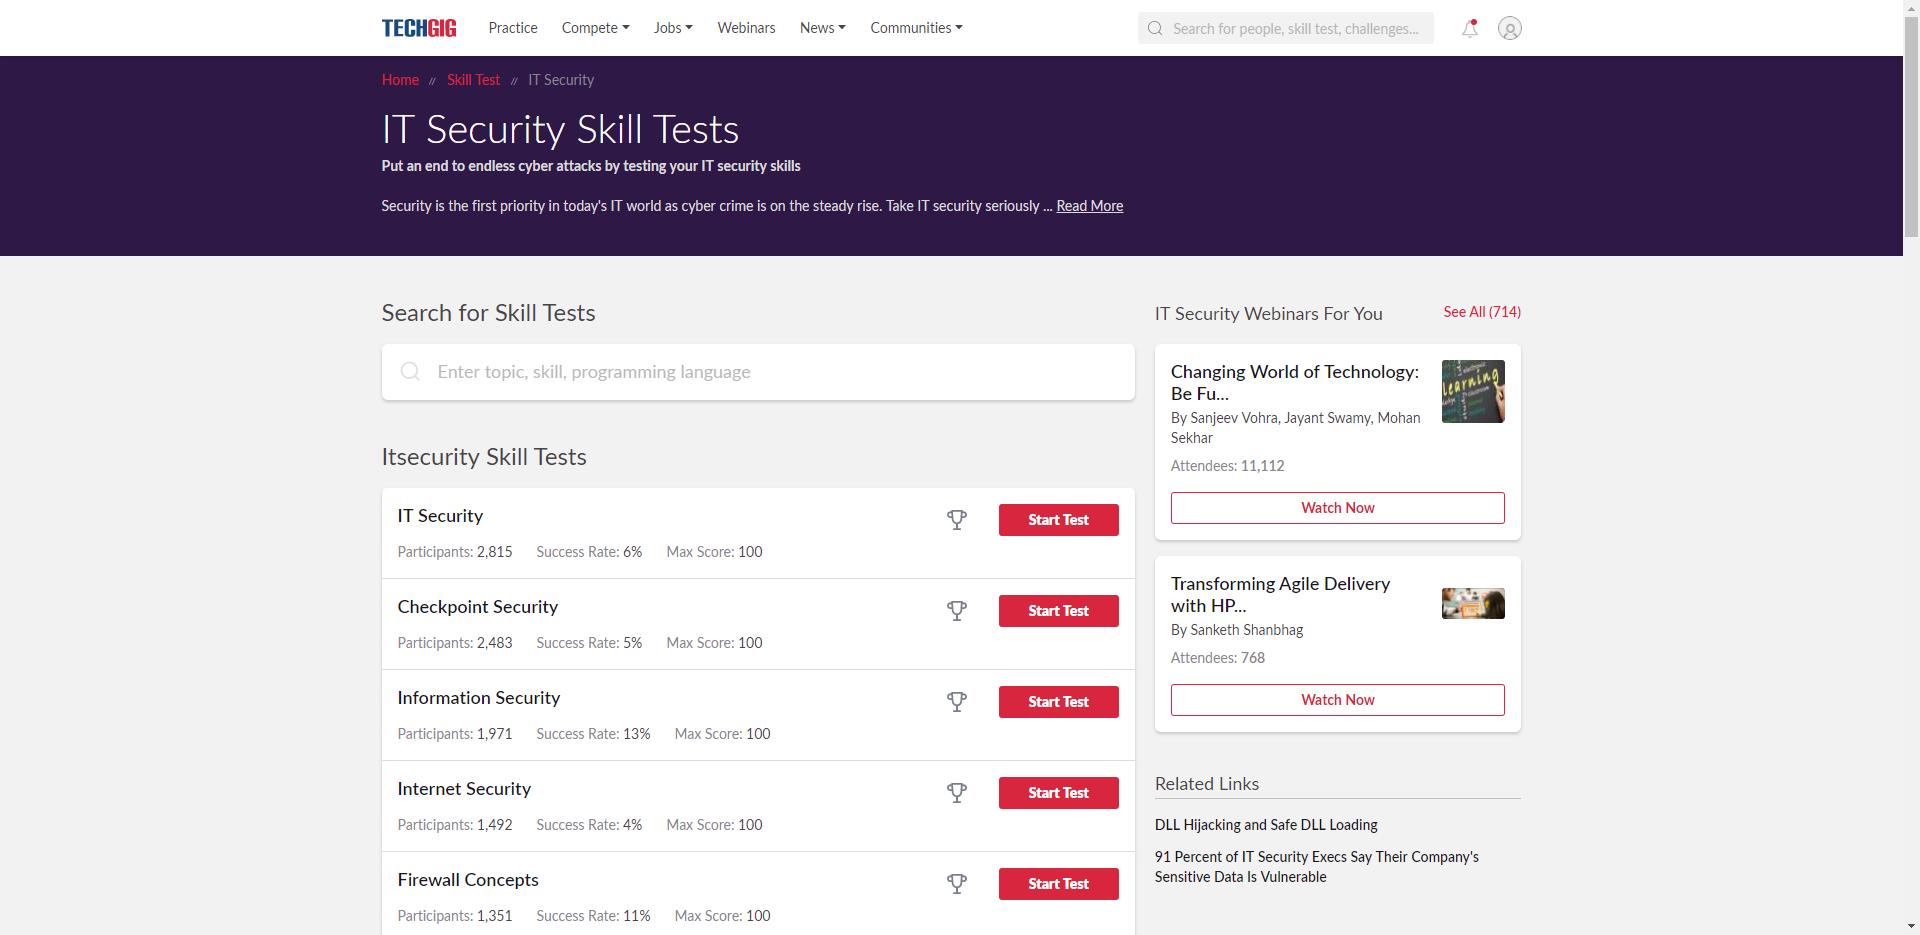 TECHGIG Practice Compete Jobs Webinars News Communities Search for people, skill test, challenges...
Home // Skill Test // IT Security
IT Security Skill Tests
Put an end to endless cyber attacks by testing your IT security skills
Security is the first priority in today's IT world as cyber crime is on the steady rise. Take IT security seriously ... Read More
Search for Skill Tests
Enter topic, skill, programming language
Itsecurity Skill Tests
IT Security Start Test
Participants: 2,815 Success Rate: 6% Max Score: 100
Checkpoint Security Start Test
Participants: 2,483 Success Rate: 5% Max Score: 100
Information Security Start Test
Participants: 1,971 Success Rate: 13% Max Score: 100
Internet Security Start Test
Participants: 1,492 Success Rate: 4% Max Score: 100
Firewall Concepts Start Test
Participants: 1,351 Success Rate: 11% Max Score: 100
IT Security Webinars For You See All (714)
Changing World of Technology:
Be Fu...
By Sanjeev Vohra, Jayant Swamy, Mohan
Sekhar
Attendees: 11,112
learning
Watch Now
Transforming Agile Delivery
with HP...
By Sanketh Shanbhag
Attendees: 768
Watch Now
Related Links
DLL Hijacking and Safe DLL Loading
91 Percent of IT Security Execs Say Their Company's
Sensitive Data Is Vulnerable